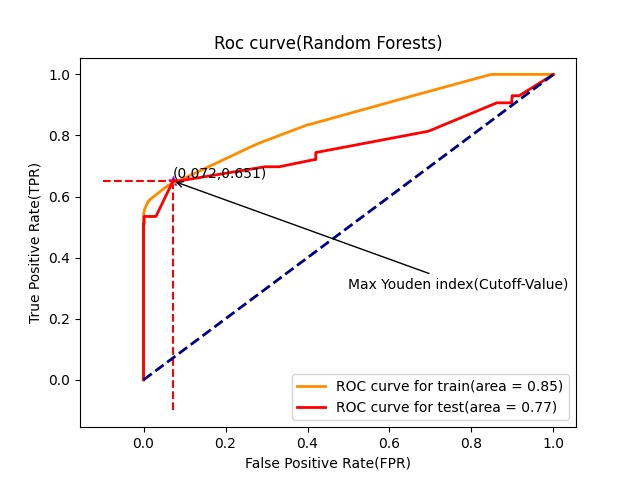 Roc curve(Random Forests)
True Positive Rate(TPR)
1.0
0.8
0.6
0.4
0.2
0.0
(0.072,0.651)
Max Youden index(Cutoff-Value)
ROC curve for train(area = 0.85)
ROC curve for test(area = 0.77)
0.0 0.2 0.4 0.6 0.8 1.0
False Positive Rate(FPR)